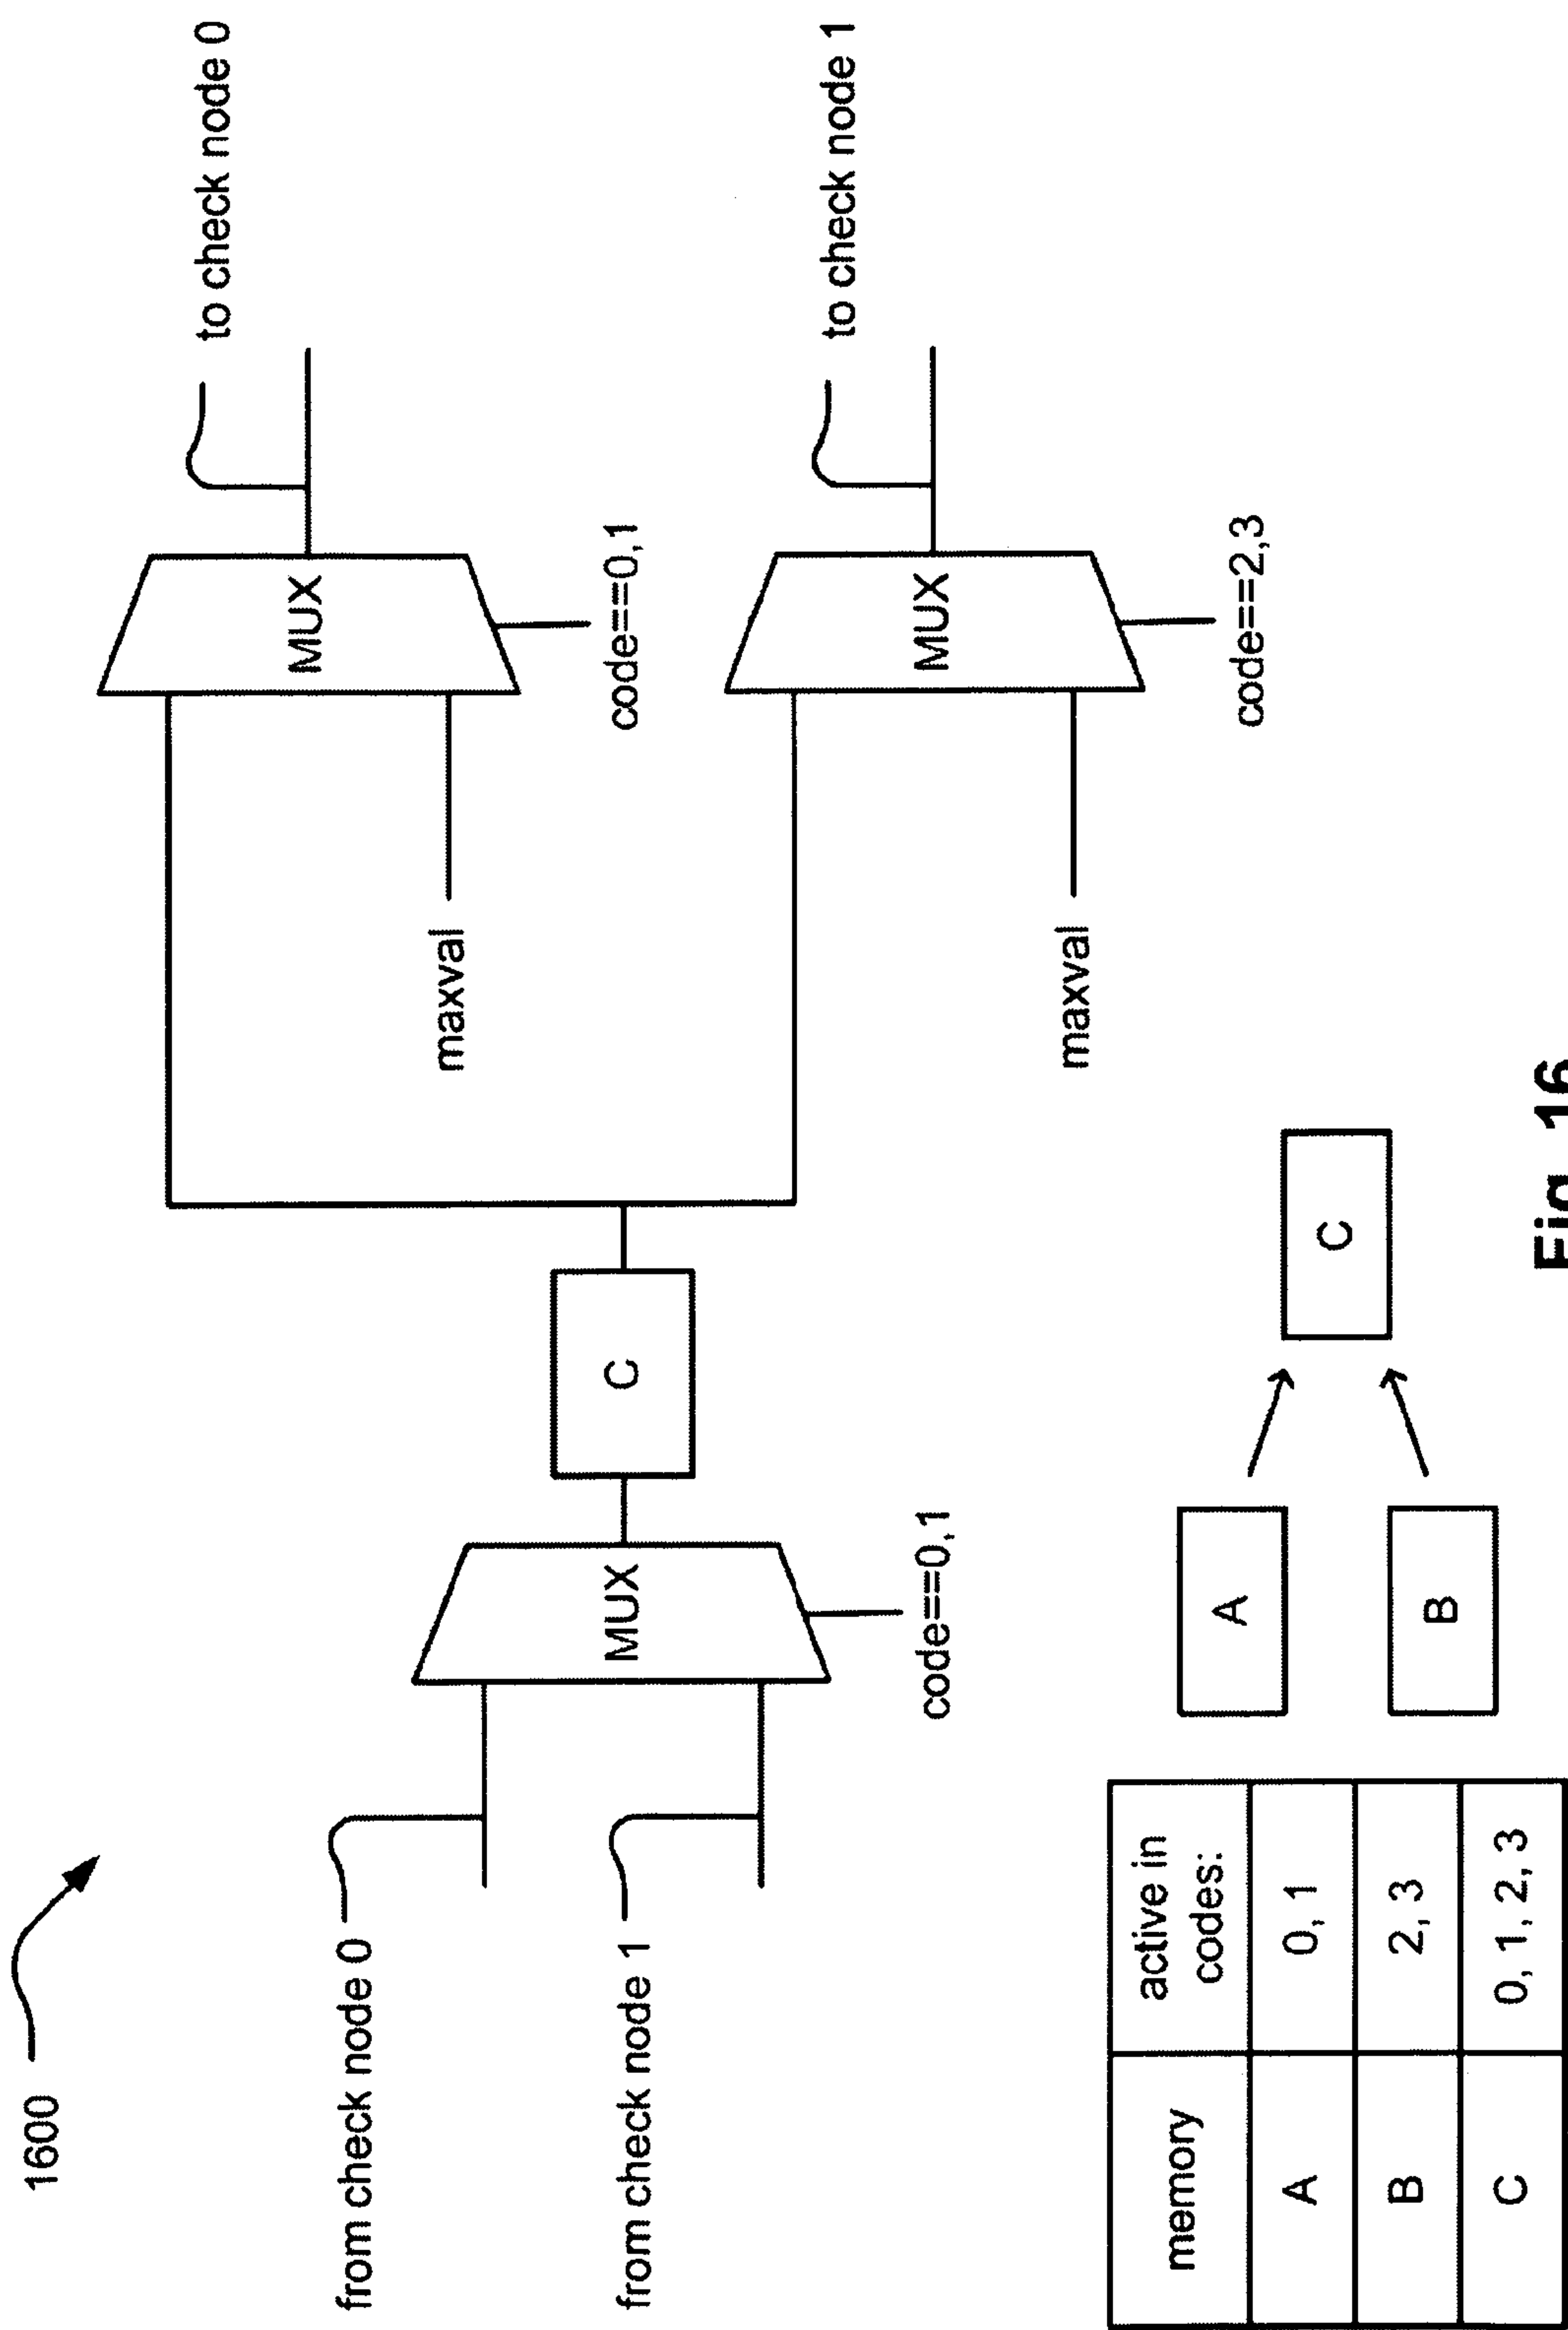 1600
from check node 0
from check node 1
MUX
code==0,1
C
maxval
MUX
code==0,1
to check node 0
maxval
MUX
code==2,3
to check node 1
memory
active in
codes:
A
0, 1
B
2, 3
C
0, 1, 2, 3
A
B
C
Fig. 16